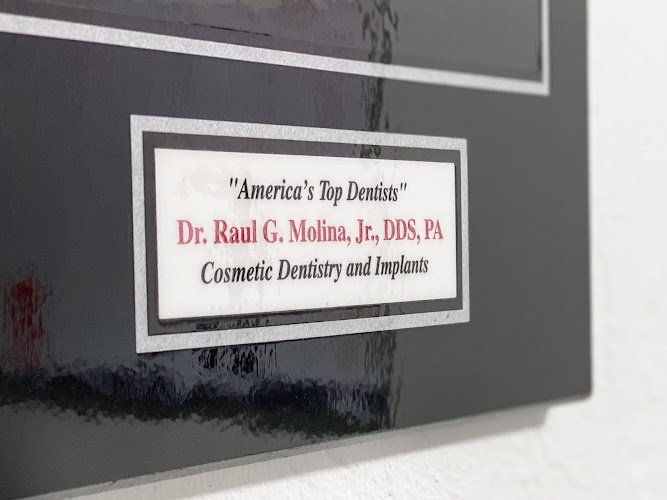 "America's Top Dentists"
Dr. Raul G. Molina, Jr., DDS, PA
Cosmetic Dentistry and Implants